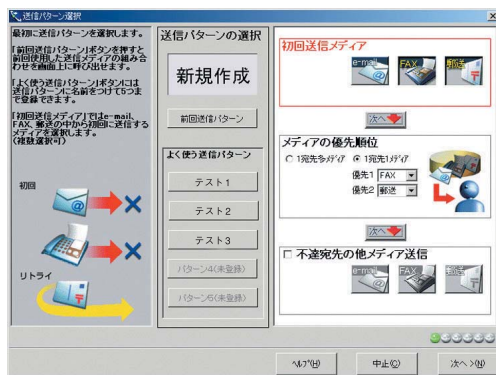 送信パターン選択
最初に送信パターンを選択します。
「前回送信パターン」ボタンを押すと
前回使用した送信メディアの組み合
わせを画面上に呼び出せます。
「よく使う送信パターン」ボタンには
送信パターンに名前をつけて5つま
で登録できます。
「初回送信メディア」ではe-mail、
FAX、郵送の中から初回に送信する
メディアを選択します。
(複数選択可)
初回
リトライ
送信パターンの選択
新規作成
前回送信パターン
よく使う送信パターン
テスト1
テスト2
テスト3
パターン4(未登録)
パターン5(未登録)
初回送信メディア
e-mail FAX 郵送
次へ
メディアの優先順位
1宛先多メディア 1宛先1メディア
優先1 FAX
優先2 郵送
次へ
不達宛先の他メディア送信
e-mail FAX 郵送
ヘルプ(H) 中止(C) 次へ >(N)